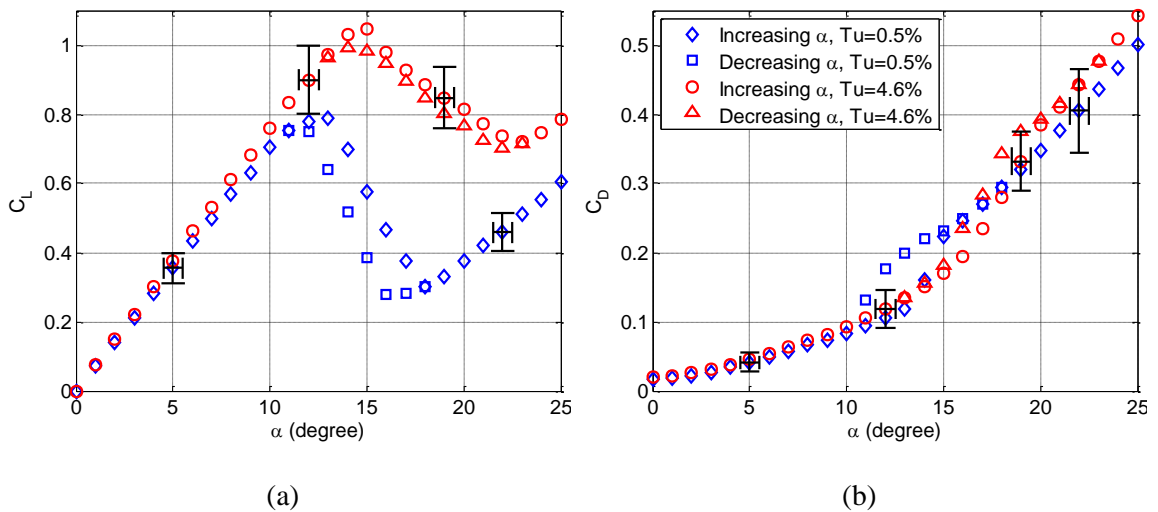 1
0.8
0.6
0.4
0.2
0
C_L
0 5 10 15 20 25
α (degree)
(a)
0.5
0.4
0.3
0.2
0.1
0
C_D
0 5 10 15 20 25
α (degree)
(b)
Increasing α, Tu=0.5%
Decreasing α, Tu=0.5%
Increasing α, Tu=4.6%
Decreasing α, Tu=4.6%